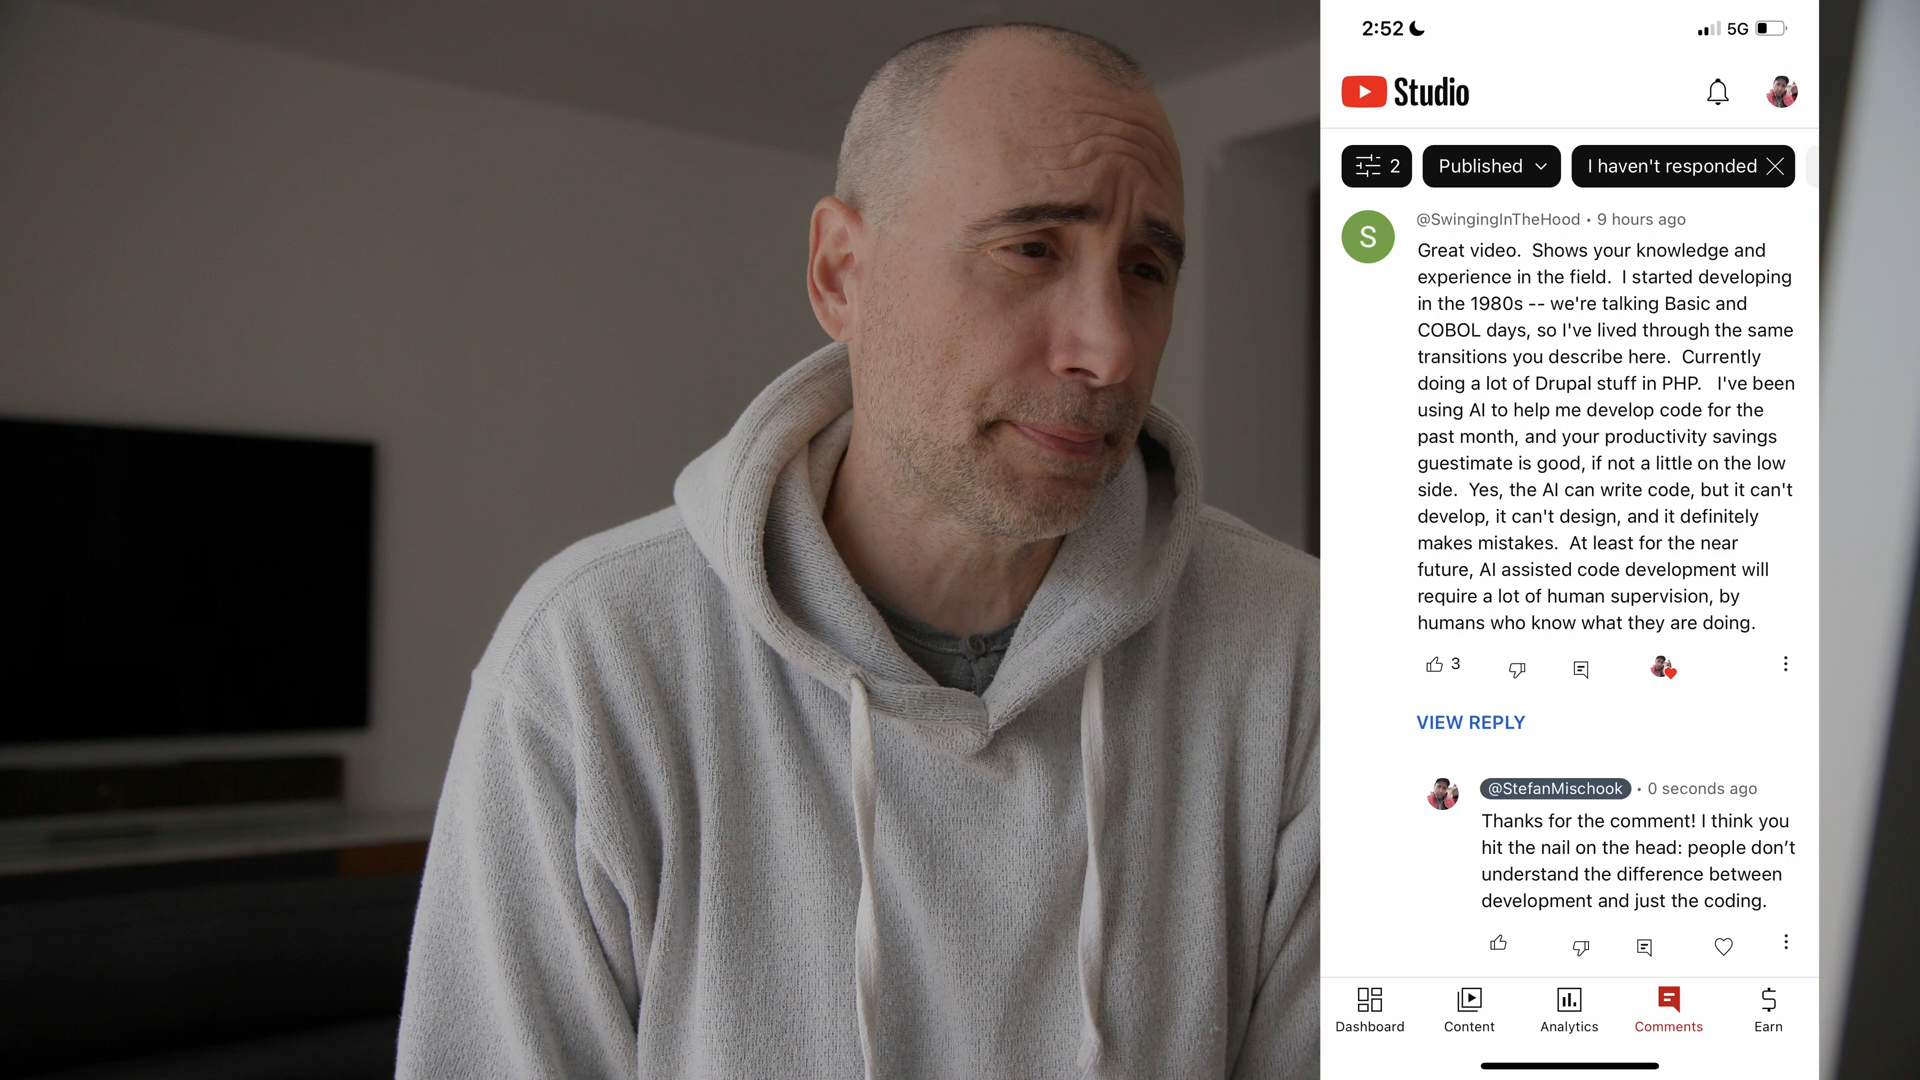 2:52
5G
Studio
2
Published
I haven't responded
S
@SwingingInTheHood • 9 hours ago
Great video. Shows your knowledge and
experience in the field. I started developing
in the 1980s -- we're talking Basic and
COBOL days, so I've lived through the same
transitions you describe here. Currently
doing a lot of Drupal stuff in PHP. I've been
using AI to help me develop code for the
past month, and your productivity savings
guestimate is good, if not a little on the low
side. Yes, the AI can write code, but it can't
develop, it can't design, and it definitely
makes mistakes. At least for the near
future, AI assisted code development will
require a lot of human supervision, by
humans who know what they are doing.
3
VIEW REPLY
@StefanMischook • 0 seconds ago
Thanks for the comment! I think you
hit the nail on the head: people don’t
understand the difference between
development and just the coding.
Dashboard
Content
Analytics
Comments
Earn